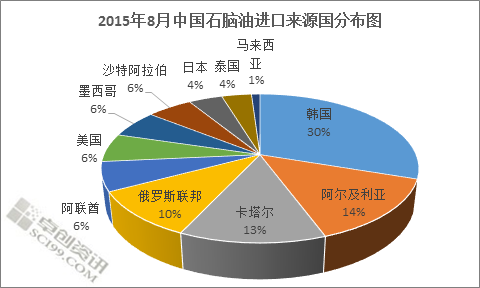 2015年8月中国石脑油进口来源国分布图
韩国
30%
阿尔及利亚
14%
卡塔尔
13%
俄罗斯联邦
10%
阿联酋
6%
美国
6%
墨西哥
6%
沙特阿拉伯
6%
日本
4%
泰国
4%
马来西
亚
1%
卓创资讯
SCI99.COM